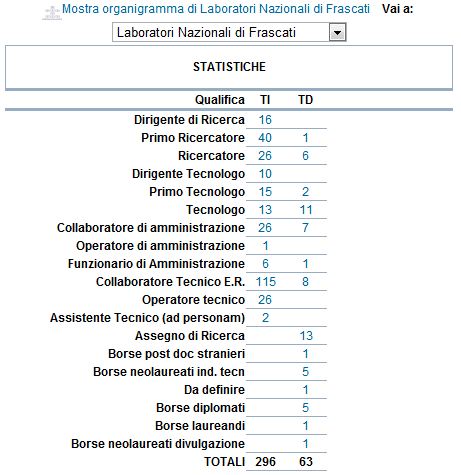 Mostra organigramma di Laboratori Nazionali di Frascati Vai a:
Laboratori Nazionali di Frascati
STATISTICHE
Qualifica TI TD
Dirigente di Ricerca 16
Primo Ricercatore 40 1
Ricercatore 26 6
Dirigente Tecnologo 10
Primo Tecnologo 15 2
Tecnologo 13 11
Collaboratore di amministrazione 26 7
Operatore di amministrazione 1
Funzionario di Amministrazione 6 1
Collaboratore Tecnico E.R. 115 8
Operatore tecnico 26
Assistente Tecnico (ad personam) 2
Assegno di Ricerca 13
Borse post doc stranieri 1
Borse neolaureati ind. tecn 5
Da definire 1
Borse diplomati 5
Borse laureandi 1
Borse neolaureati divulgazione 1
TOTALI 296 63